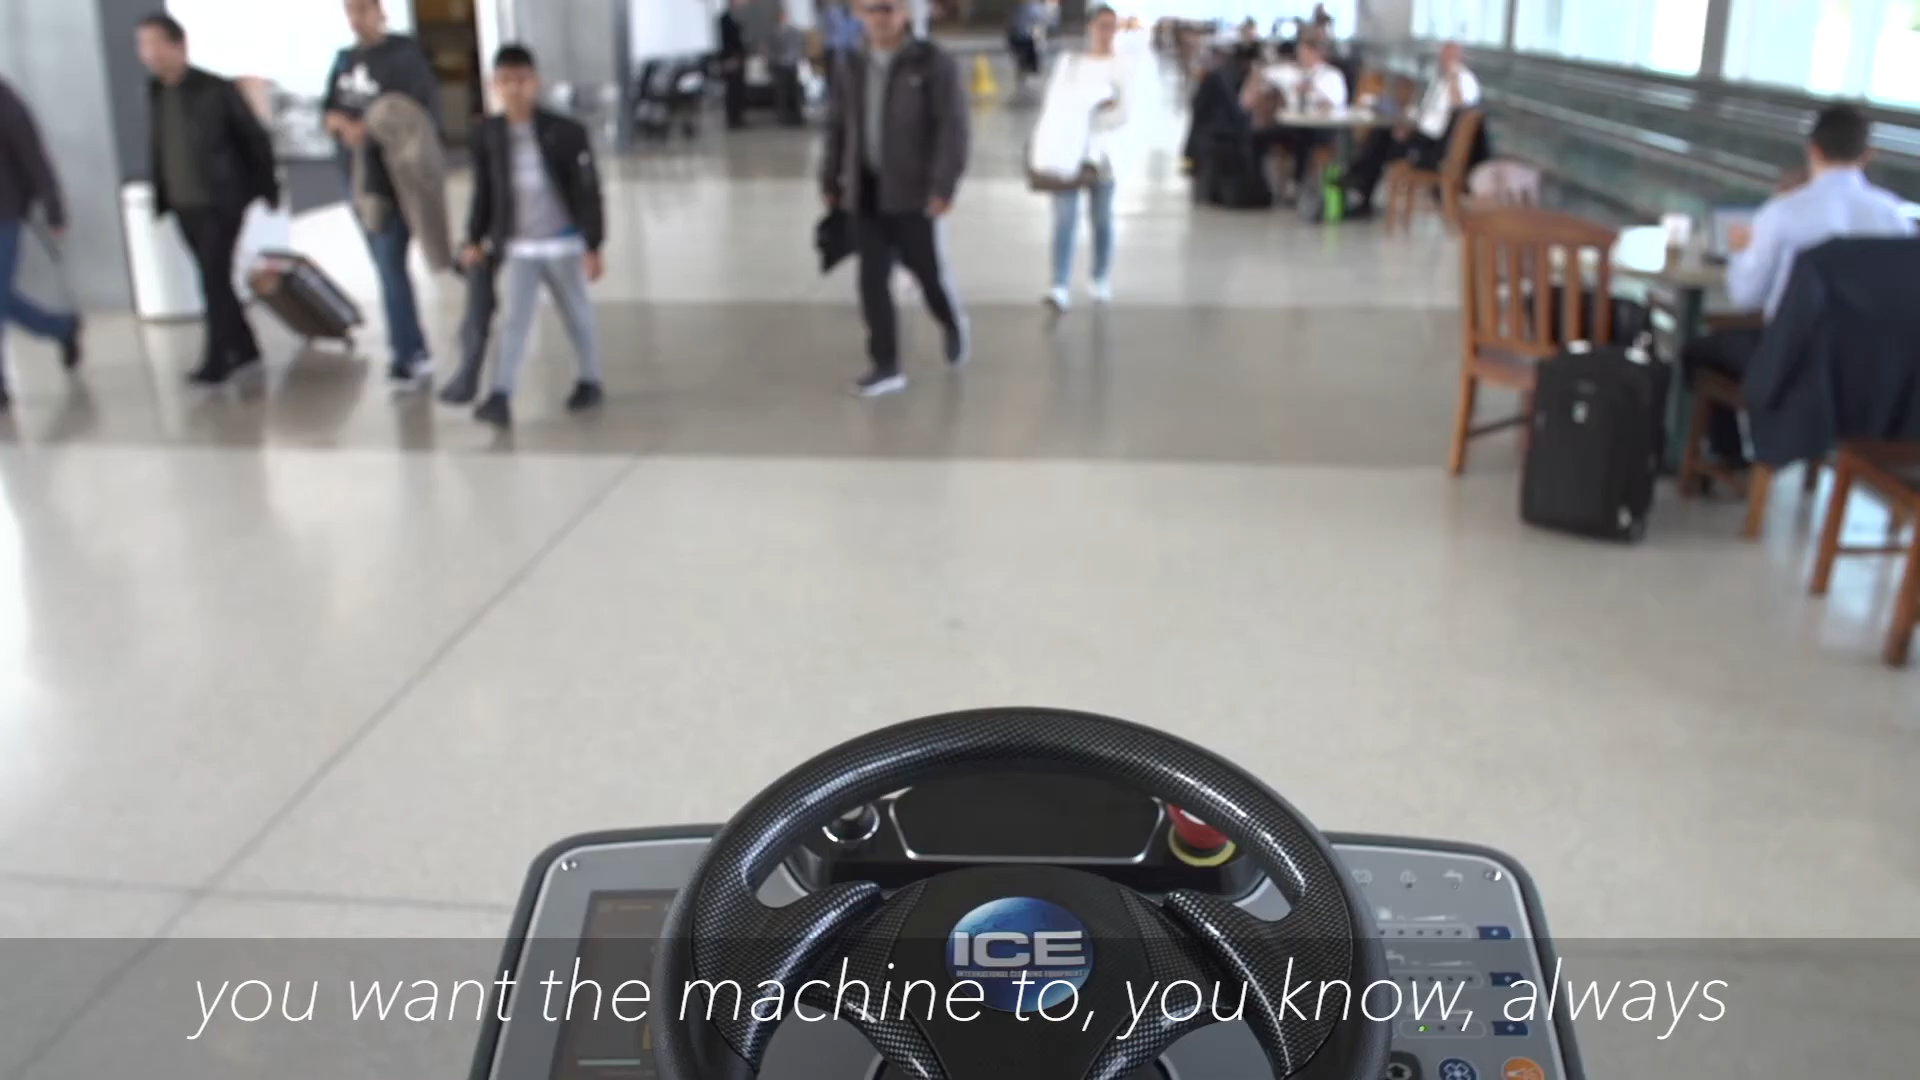 ICE
INTERNATIONAL CLEANING EQUIPMENT
you want the machine to, you know, always